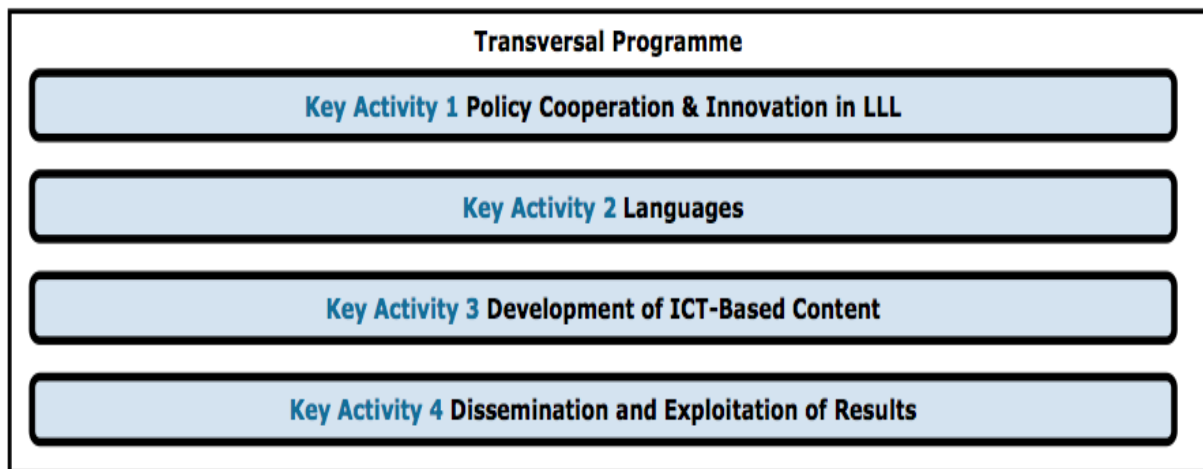 Transversal Programme
Key Activity 1 Policy Cooperation & Innovation in LLL
Key Activity 2 Languages
Key Activity 3 Development of ICT-Based Content
Key Activity 4 Dissemination and Exploitation of Results